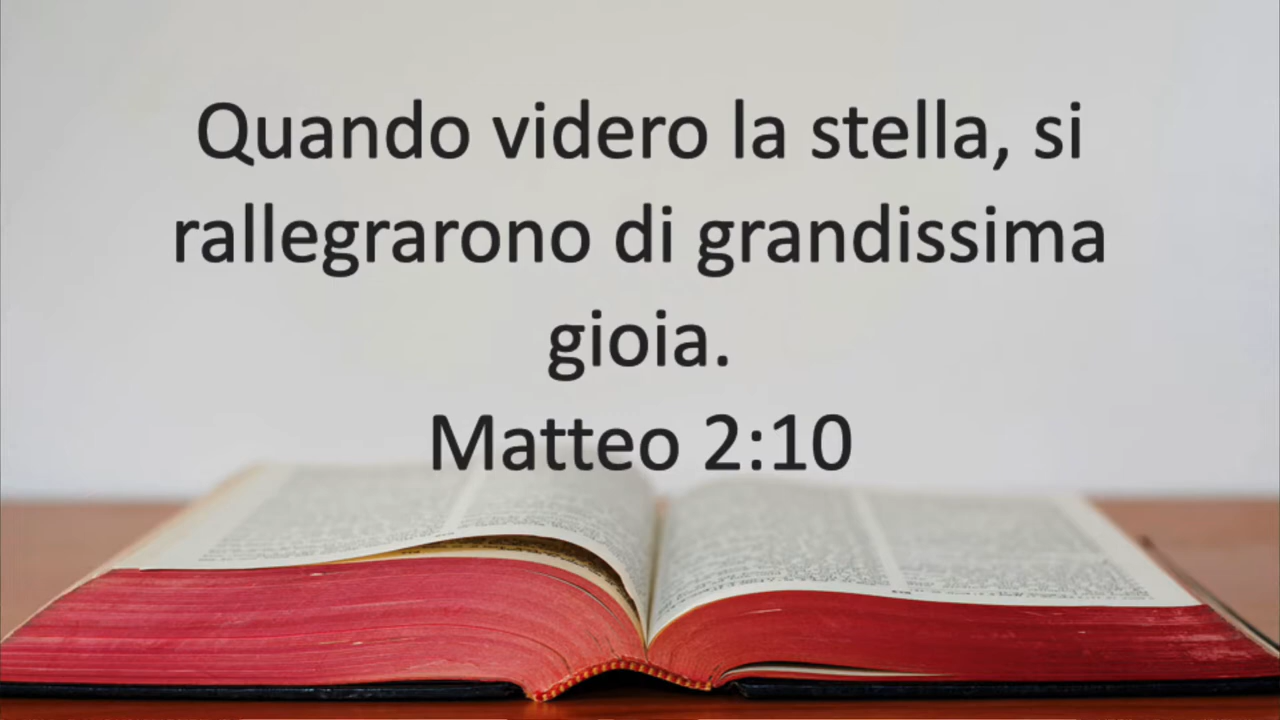 Quando videro la stella, si
rallegrarono di grandissima
gioia.
Matteo 2:10